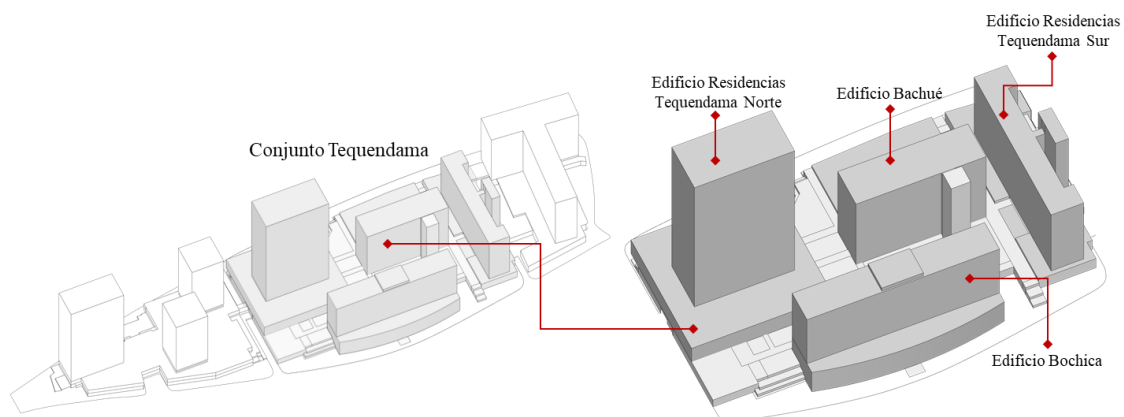 Conjunto Tequendama
Edificio Residencias
Tequendama Norte
Edificio Bachué
Edificio Residencias
Tequendama Sur
Edificio Bochica